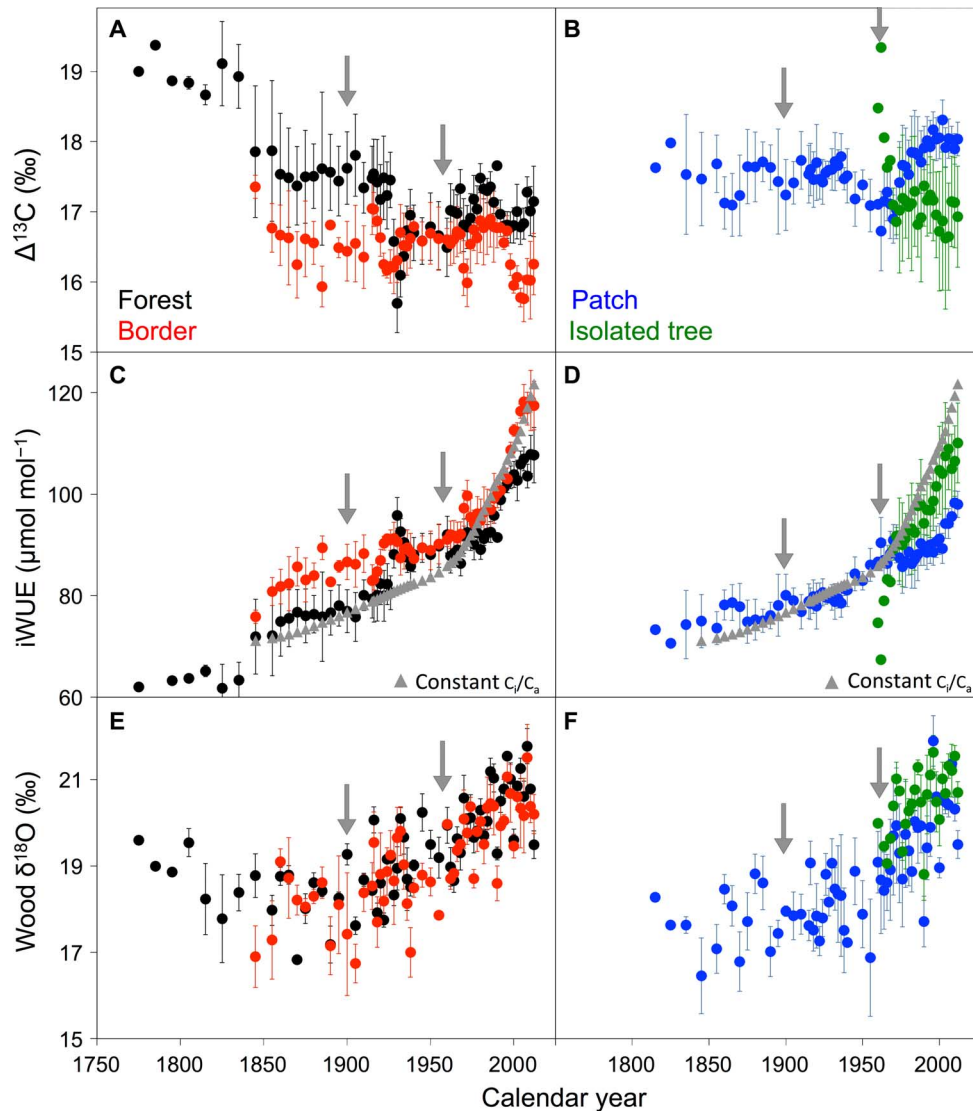 A
B
19
18
17
16
15
Δ¹³C (‰)
Forest
Border
Patch
Isolated tree
C
D
120
100
80
60
iWUE (µmol mol⁻¹)
Constant Cᵢ/Cₐ
Constant Cᵢ/Cₐ
E
F
21
19
17
15
Wood δ¹⁸O (‰)
1750 1800 1850 1900 1950 2000
1800 1850 1900 1950 2000
Calendar year